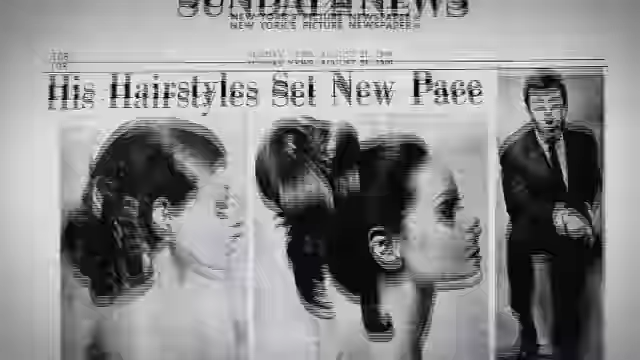 SUNDAY NEWS
NEW YORK'S PICTURE NEWSPAPER
His Hairstyles Set New Pace